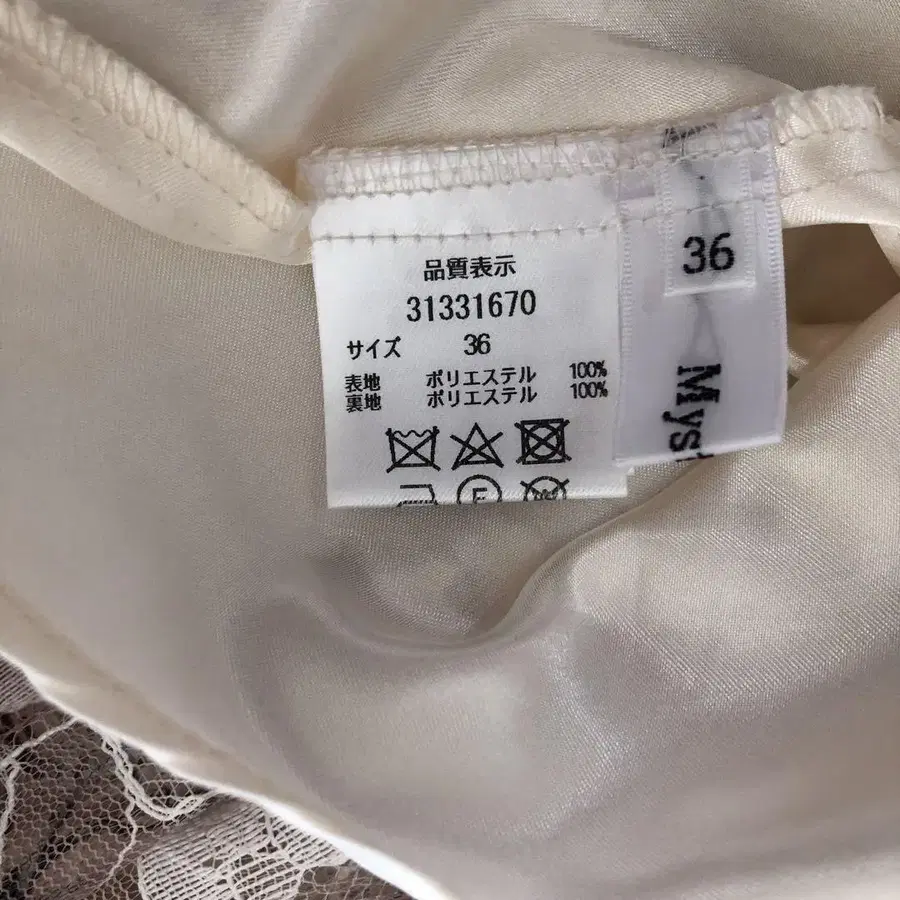 品質表示
31331670
サイズ 36
表地 ポリエステル 100%
裏地 ポリエステル 100%
F
W
36